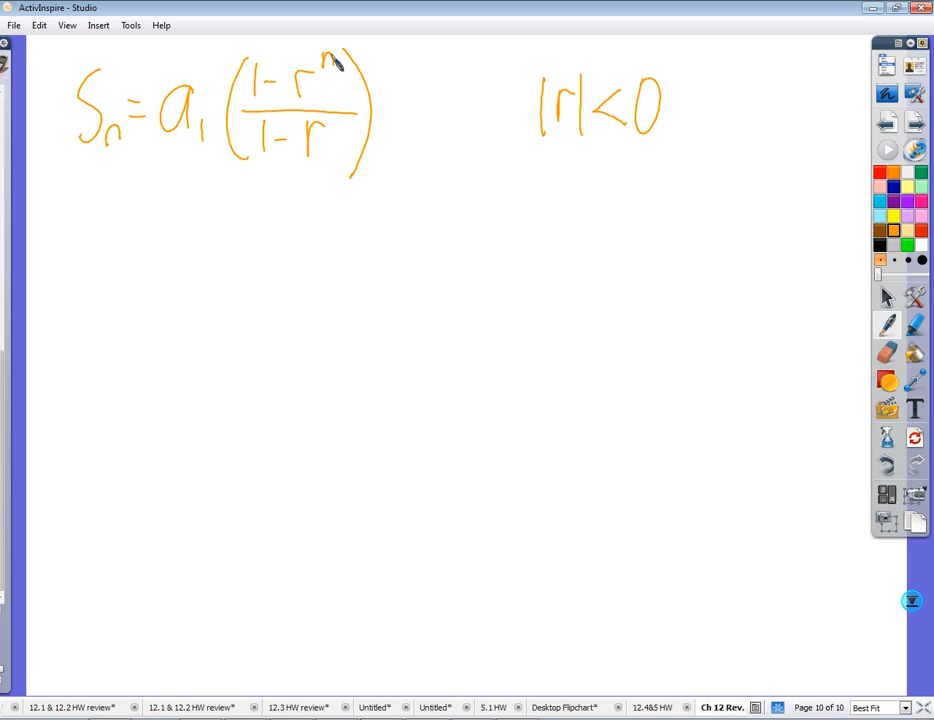 ActivInspire - Studio
File Edit View Insert Tools Help
Sₙ = a₁ ( (1 - rⁿ) / (1 - r) )
|r| < 0
T
12.1 & 12.2 HW review* 12.1 & 12.2 HW review* 12.3 HW review* Untitled* Untitled* 5.1 HW Desktop Flipchart* 12.4&5 HW Ch 12 Rev. Page 10 of 10 Best Fit